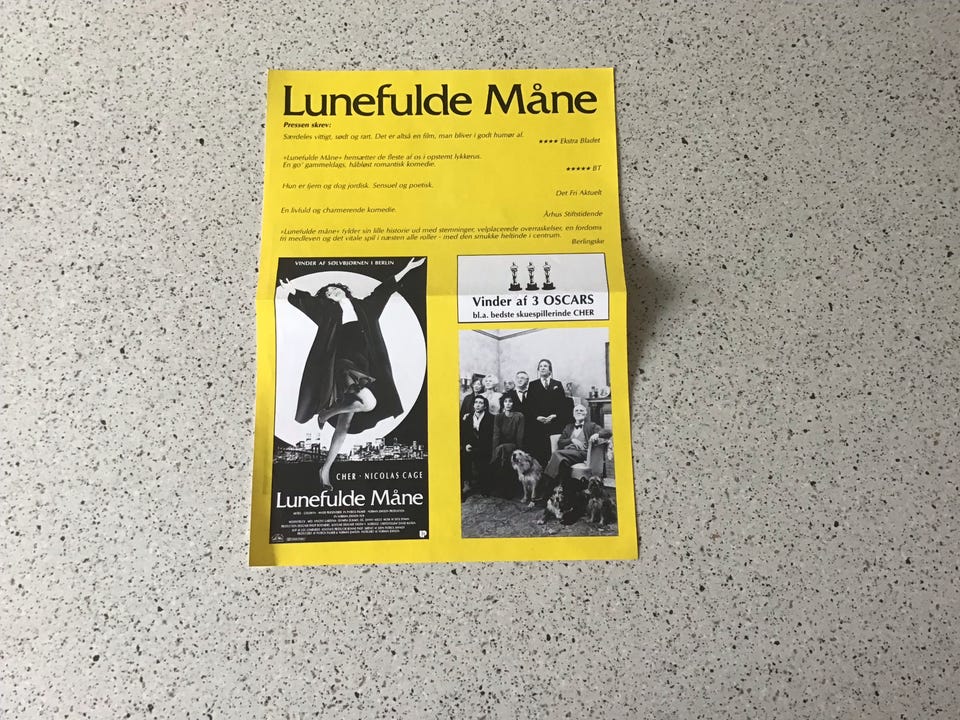 Lunefulde Måne
Pressen skrev:
Særdeles vittigt, sødt og rart. Det er altså en film, man bliver i godt humør af.
★★★★ Ekstra Bladet
»Lunefulde Måne« hensætter de fleste af os i opstemt lykkerus.
En go' gammeldags, håbløst romantisk komedie.
★★★★★ BT
Hun er fjern og dog jordisk. Sensuel og poetisk.
Det Fri Aktuelt
En livfuld og charmerende komedie.
Århus Stiftstidende
»Lunefulde måne« fylder sin lille historie ud med stemninger, velplacerede overraskelser, en fordoms
fri medleven og det vitale spil i næsten alle roller - med den smukke heltinde i centrum.
Berlingske
VINDER AF SØLVBJØRNEN I BERLIN
CHER · NICOLAS CAGE
Lunefulde Måne
Vinder af 3 OSCARS
bl.a. bedste skuespillerinde CHER